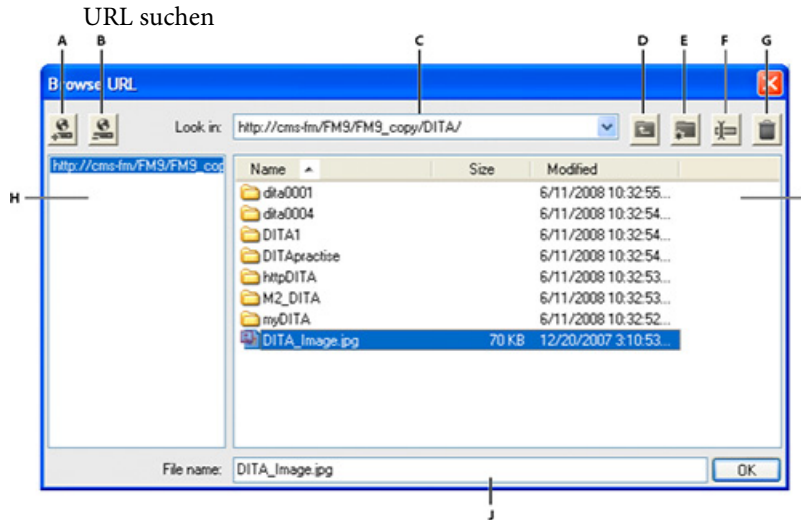 URL suchen
A B C D E F G
Browse URL
Look in: http://cms-fm/FM9/FM9_copy/DITA/
http://cms-fm/FM9/FM9_cop
Name Size Modified
dita0001 6/11/2008 10:32:55...
dita0004 6/11/2008 10:32:54...
DITA1 6/11/2008 10:32:54...
DITApractise 6/11/2008 10:32:54...
httpDITA 6/11/2008 10:32:53...
M2_DITA 6/11/2008 10:32:53...
myDITA 6/11/2008 10:32:52...
DITA_Image.jpg 70 KB 12/20/2007 3:10:53...
H
File name: DITA_Image.jpg OK
J